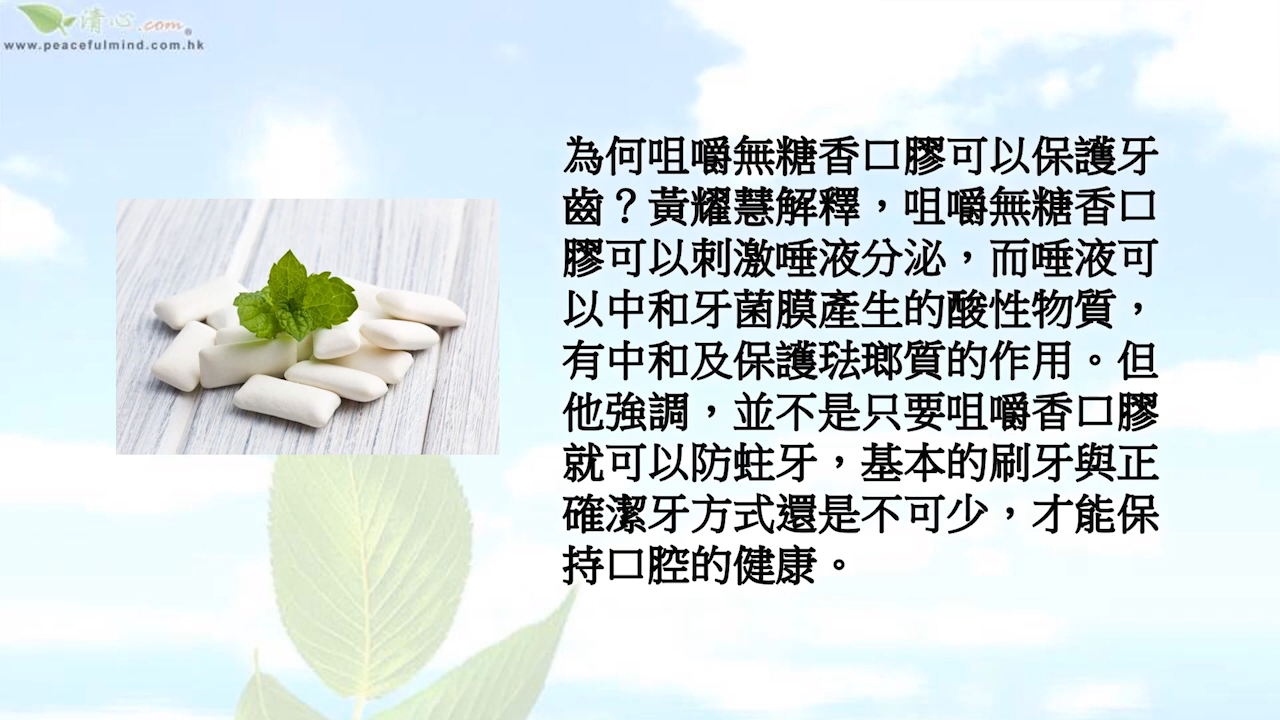 清心.com
www.peacefulmind.com.hk
為何咀嚼無糖香口膠可以保護牙
齒？黃耀慧解釋，咀嚼無糖香口
膠可以刺激唾液分泌，而唾液可
以中和牙菌膜產生的酸性物質，
有中和及保護琺瑯質的作用。但
他強調，並不是只要咀嚼香口膠
就可以防蛀牙，基本的刷牙與正
確潔牙方式還是不可少，才能保
持口腔的健康。